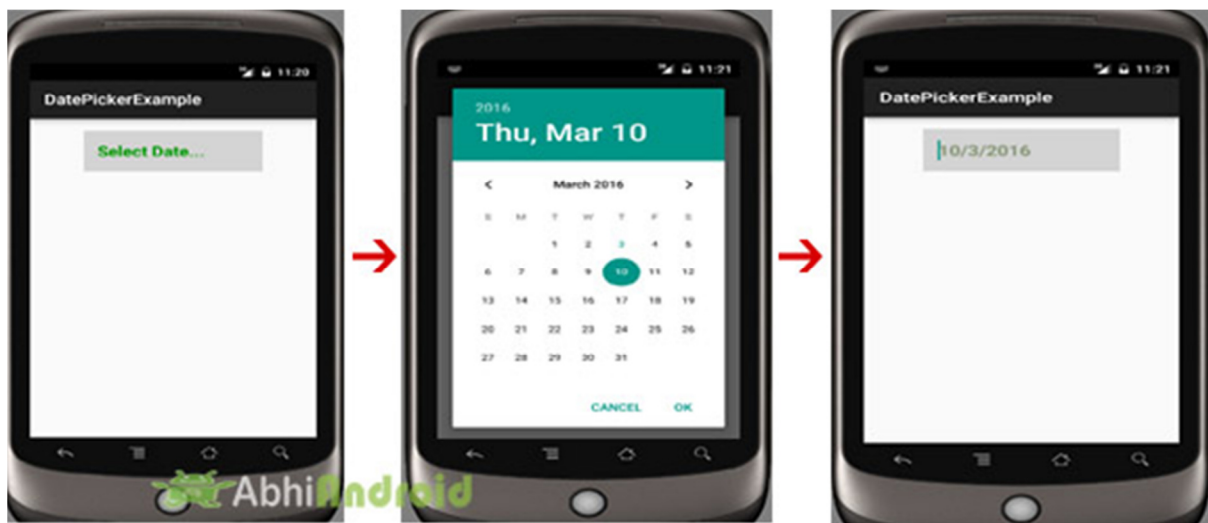 11:20
DatePickerExample
Select Date...
11:21
2016
Thu, Mar 10
< March 2016 >
S M T W T F S
1 2 3 4 5
6 7 8 9 10 11 12
13 14 15 16 17 18 19
20 21 22 23 24 25 26
27 28 29 30 31
CANCEL OK
11:21
DatePickerExample
10/3/2016
AbhiAndroid